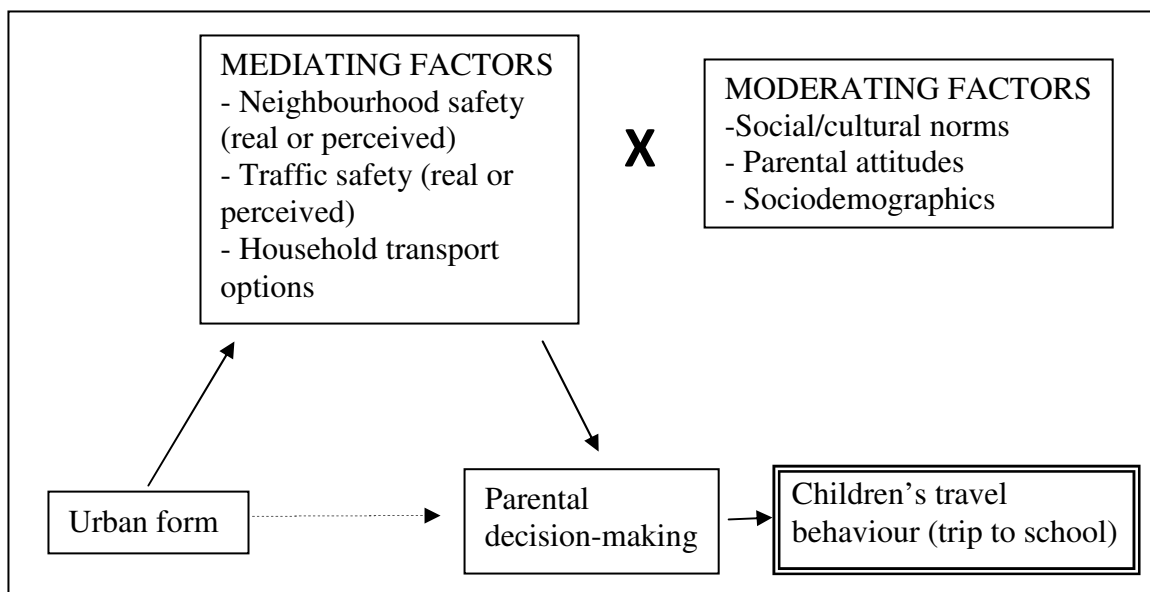 MEDIATING FACTORS
- Neighbourhood safety
(real or perceived)
- Traffic safety (real or
perceived)
- Household transport
options
X
MODERATING FACTORS
-Social/cultural norms
- Parental attitudes
- Sociodemographics
Urban form
Parental
decision-making
Children’s travel
behaviour (trip to school)